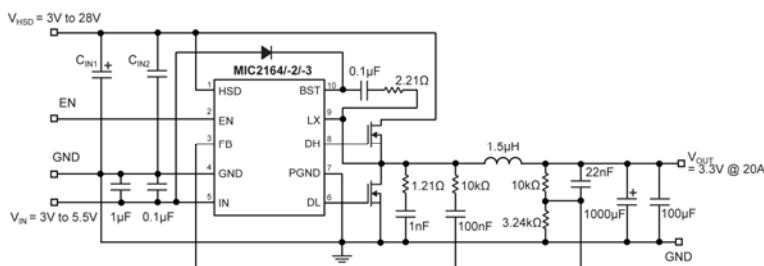 VHSD = 3V to 28V
CIN1
CIN2
EN
GND
VIN = 3V to 5.5V
1µF
0.1µF
MIC2164/-2/-3
1
HSD
2
EN
3
FB
4
GND
5
IN
BST
10
LX
9
DH
8
PGND
7
DL
6
0.1µF
2.21Ω
1.21Ω
1nF
10kΩ
100nF
1.5µH
10kΩ
3.24kΩ
22nF
1000µF
100µF
VOUT
= 3.3V @ 20A
GND